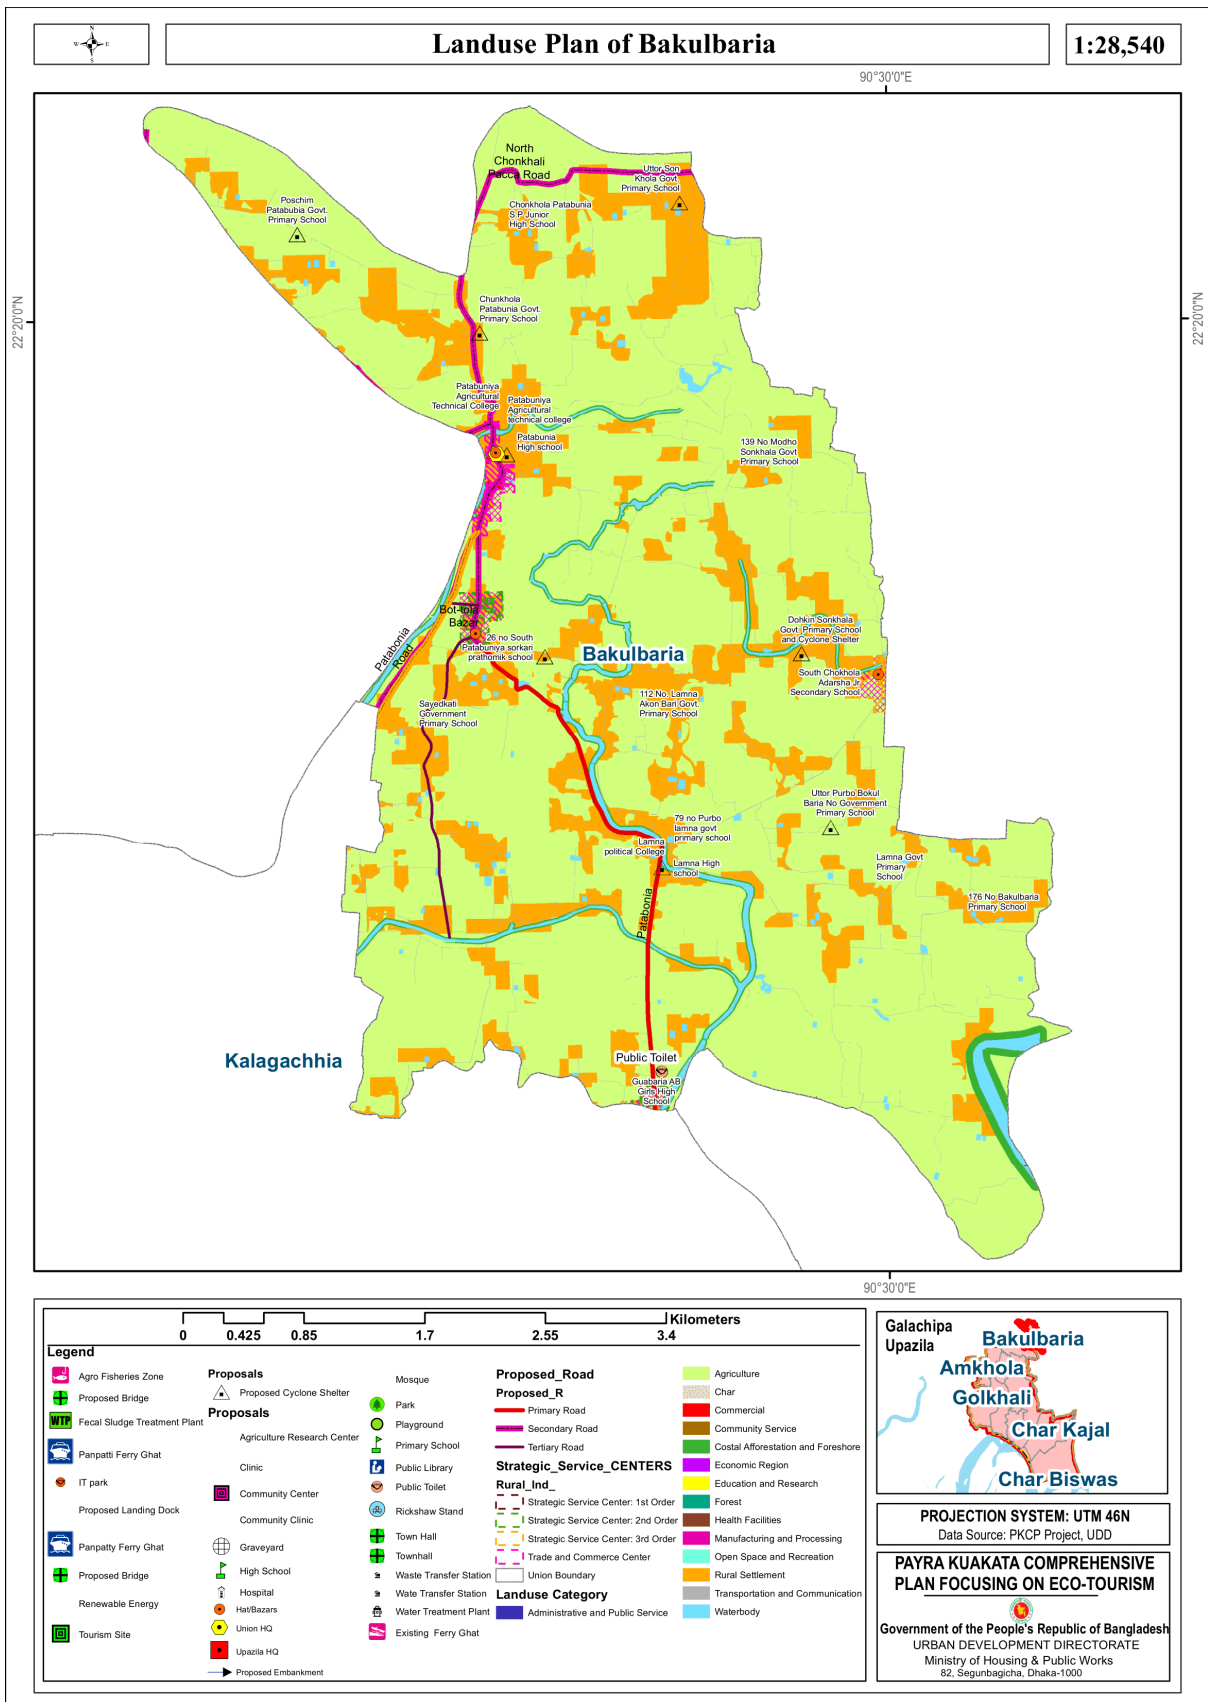 N
W
E
S
Landuse Plan of Bakulbaria
1:28,540
90°30'0"E
22°20'0"N
22°20'0"N
North
Chonkhali
Pacca Road
Uttor Son
Khola Govt.
Primary School
Poschim
Patabubia Govt.
Primary School
Chonkhola Patabunia
S.P Junior
High School
Chunkhola
Patabunia Govt.
Primary School
Patabuniya
Agricultural
Technical College
Patabuniya
Agricultural
technical college
Patabunia
High school
139 No Modho
Sonkhala Govt
Primary School
Bot-tola
Bazar
Patabonia
Road
26 no South
Patabuniya sorkari
prathomik school
Bakulbaria
Dohkin Sonkhala
Govt. Primary School
and Cyclone Shelter
South Chokhola
Adarsha Jr
Secondary School
112 No. Lamna
Akon Bari Govt.
Primary School
Sayedkati
Government
Primary School
Uttor Purbo Bokul
Baria No Government
Primary School
79 no Purbo
lamna govt
primary school
Lamna
political College
Lamna High
school
Lamna Govt
Primary
School
176 No Bakulbaria
Primary School
Patabonia
Kalagachhia
Public Toilet
Guabaria AB
Girls High
School
90°30'0"E
Kilometers
0
0.425
0.85
1.7
2.55
3.4
Legend
Agro Fisheries Zone
Proposed Bridge
WTP
Fecal Sludge Treatment Plant
Panpatti Ferry Ghat
IT park
Proposed Landing Dock
Panpatty Ferry Ghat
Proposed Bridge
Renewable Energy
Tourism Site
Proposals
Proposed Cyclone Shelter
Proposals
Agriculture Research Center
Clinic
Community Center
Community Clinic
Graveyard
High School
Hospital
Hat/Bazars
Union HQ
Upazila HQ
Proposed Embankment
Mosque
Park
Playground
Primary School
Public Library
Public Toilet
Rickshaw Stand
Town Hall
Townhall
Waste Transfer Station
Wate Transfer Station
Water Treatment Plant
Existing Ferry Ghat
Proposed_Road
Proposed_R
Primary Road
Secondary Road
Tertiary Road
Strategic_Service_CENTERS
Rural_Ind_
Strategic Service Center: 1st Order
Strategic Service Center: 2nd Order
Strategic Service Center: 3rd Order
Trade and Commerce Center
Union Boundary
Landuse Category
Administrative and Public Service
Agriculture
Char
Commercial
Community Service
Costal Afforestation and Foreshore
Economic Region
Education and Research
Forest
Health Facilities
Manufacturing and Processing
Open Space and Recreation
Rural Settlement
Transportation and Communication
Waterbody
Galachipa
Upazila
Bakulbaria
Amkhola
Golkhali
Char Kajal
Char Biswas
PROJECTION SYSTEM: UTM 46N
Data Source: PKCP Project, UDD
PAYRA KUAKATA COMPREHENSIVE
PLAN FOCUSING ON ECO-TOURISM
Government of the People's Republic of Bangladesh
URBAN DEVELOPMENT DIRECTORATE
Ministry of Housing & Public Works
82, Segunbagicha, Dhaka-1000